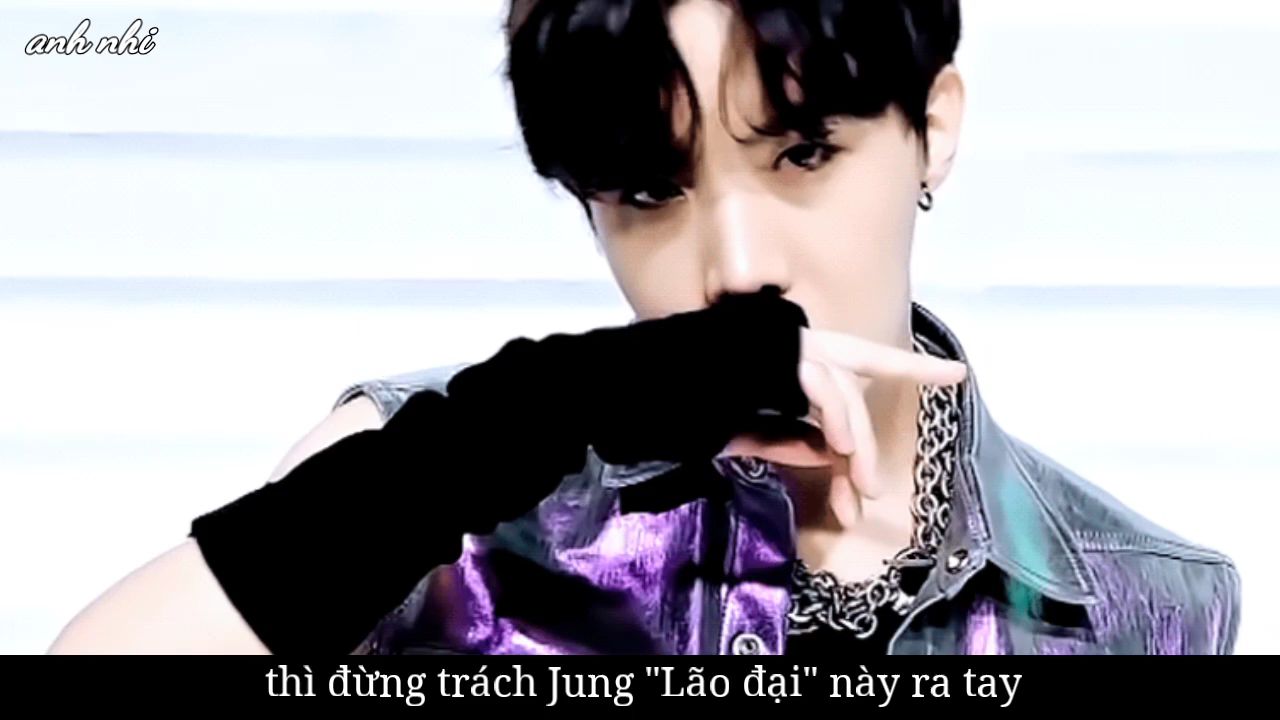 anh nhi
thì đừng trách Jung "Lão đại" này ra tay